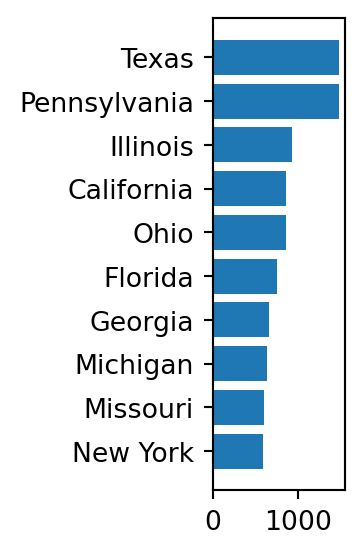 Texas
Pennsylvania
Illinois
California
Ohio
Florida
Georgia
Michigan
Missouri
New York
0 1000